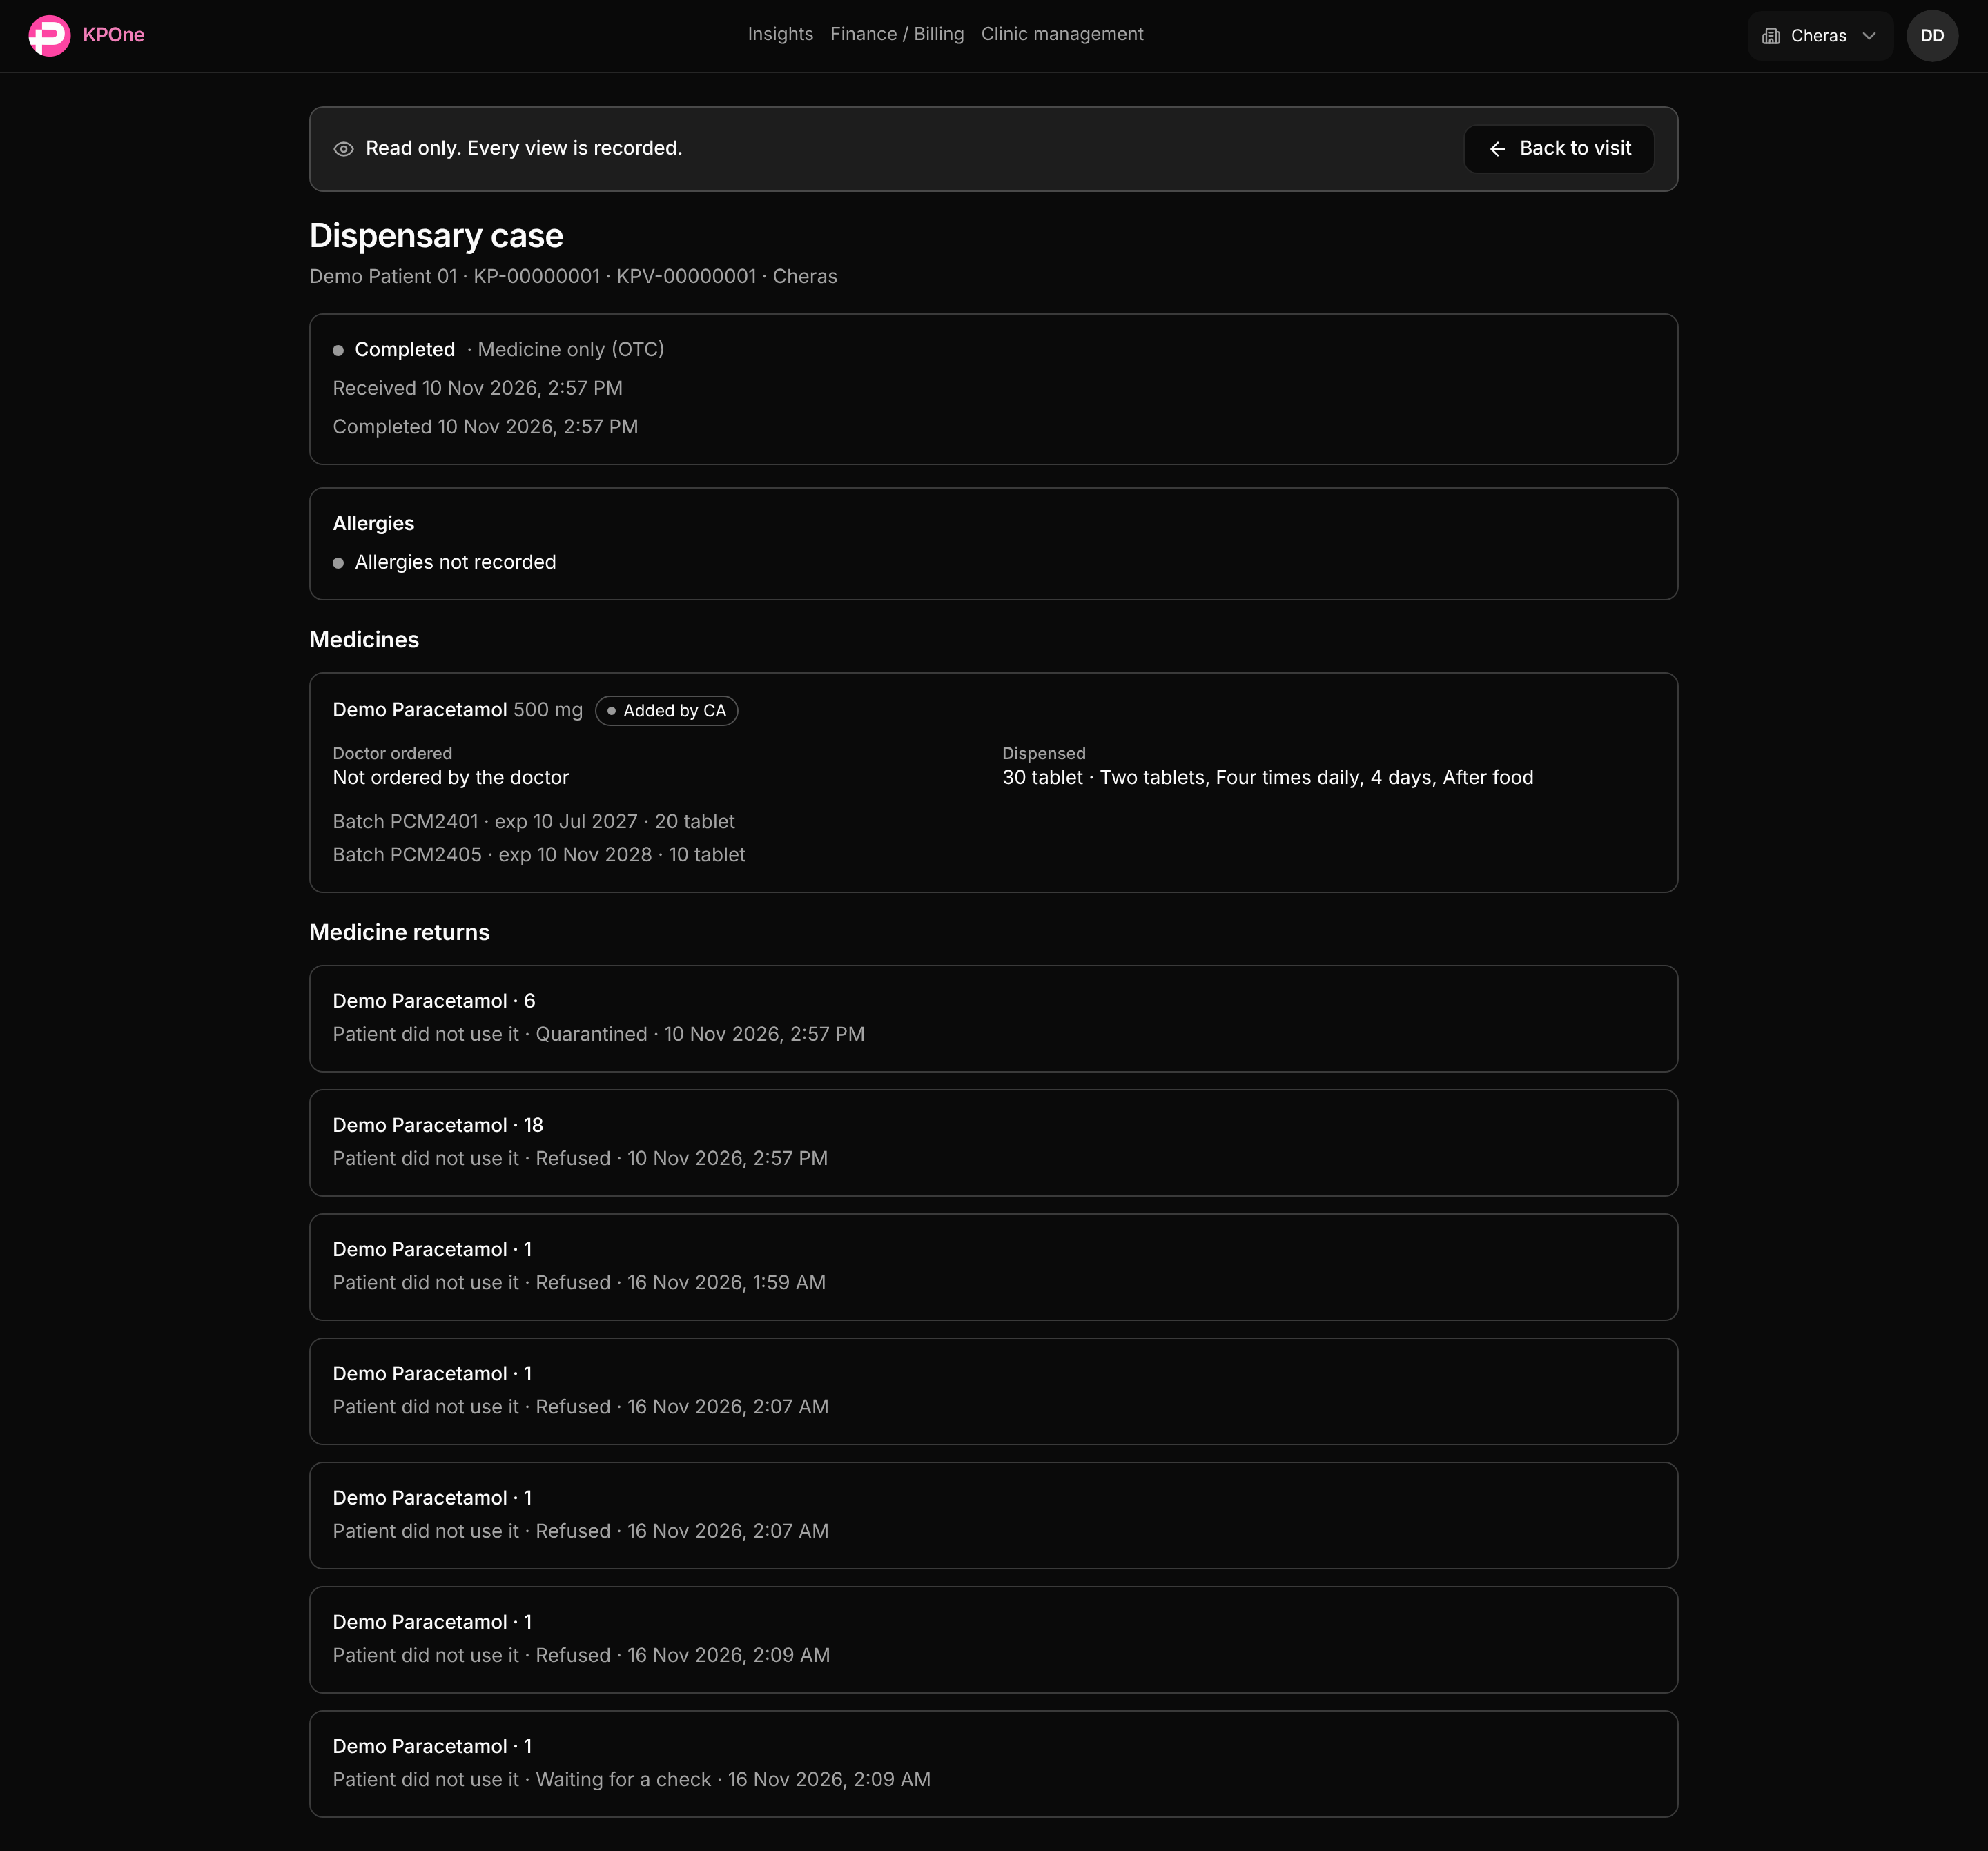 KPOne
Insights Finance / Billing Clinic management
Cheras
DD
Read only. Every view is recorded.
Back to visit
Dispensary case
Demo Patient 01 · KP-00000001 · KPV-00000001 · Cheras
Completed · Medicine only (OTC)
Received 10 Nov 2026, 2:57 PM
Completed 10 Nov 2026, 2:57 PM
Allergies
Allergies not recorded
Medicines
Demo Paracetamol 500 mg Added by CA
Doctor ordered
Not ordered by the doctor
Dispensed
30 tablet · Two tablets, Four times daily, 4 days, After food
Batch PCM2401 · exp 10 Jul 2027 · 20 tablet
Batch PCM2405 · exp 10 Nov 2028 · 10 tablet
Medicine returns
Demo Paracetamol · 6
Patient did not use it · Quarantined · 10 Nov 2026, 2:57 PM
Demo Paracetamol · 18
Patient did not use it · Refused · 10 Nov 2026, 2:57 PM
Demo Paracetamol · 1
Patient did not use it · Refused · 16 Nov 2026, 1:59 AM
Demo Paracetamol · 1
Patient did not use it · Refused · 16 Nov 2026, 2:07 AM
Demo Paracetamol · 1
Patient did not use it · Refused · 16 Nov 2026, 2:07 AM
Demo Paracetamol · 1
Patient did not use it · Refused · 16 Nov 2026, 2:09 AM
Demo Paracetamol · 1
Patient did not use it · Waiting for a check · 16 Nov 2026, 2:09 AM